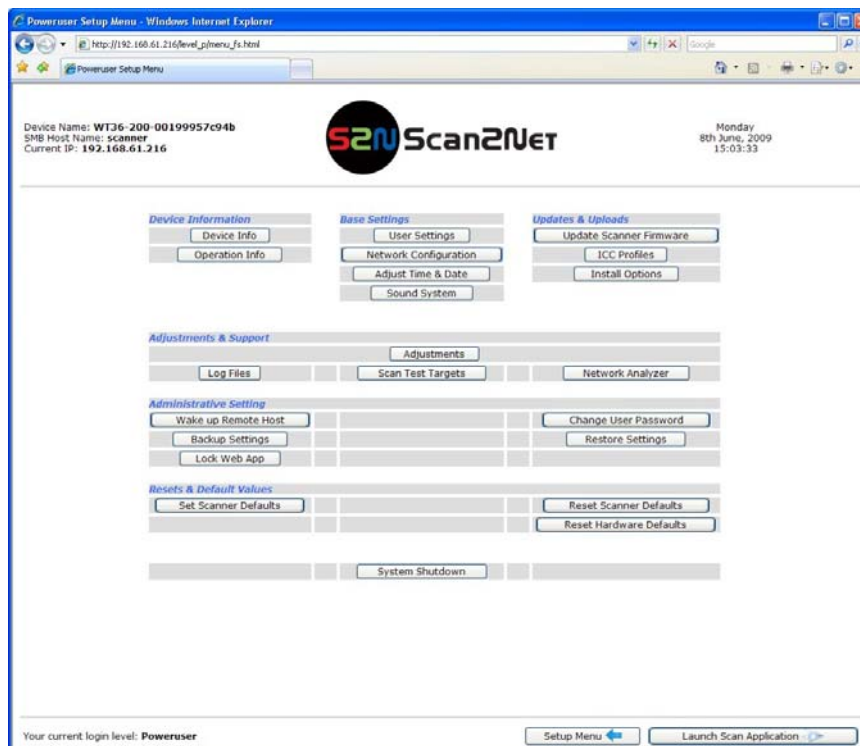 Poweruser Setup Menu - Windows Internet Explorer
http://192.168.61.216/level_p/menu_fs.html
Google
Poweruser Setup Menu
Device Name: WT36-200-00199957c94b
SMB Host Name: scanner
Current IP: 192.168.61.216
S2N Scan2Net
Monday
8th June, 2009
15:03:33
Device Information
Base Settings
Updates & Uploads
Device Info
User Settings
Update Scanner Firmware
Operation Info
Network Configuration
ICC Profiles
Adjust Time & Date
Install Options
Sound System
Adjustments & Support
Adjustments
Log Files
Scan Test Targets
Network Analyzer
Administrative Setting
Wake up Remote Host
Change User Password
Backup Settings
Restore Settings
Lock Web App
Resets & Default Values
Set Scanner Defaults
Reset Scanner Defaults
Reset Hardware Defaults
System Shutdown
Your current login level: Poweruser
Setup Menu
Launch Scan Application